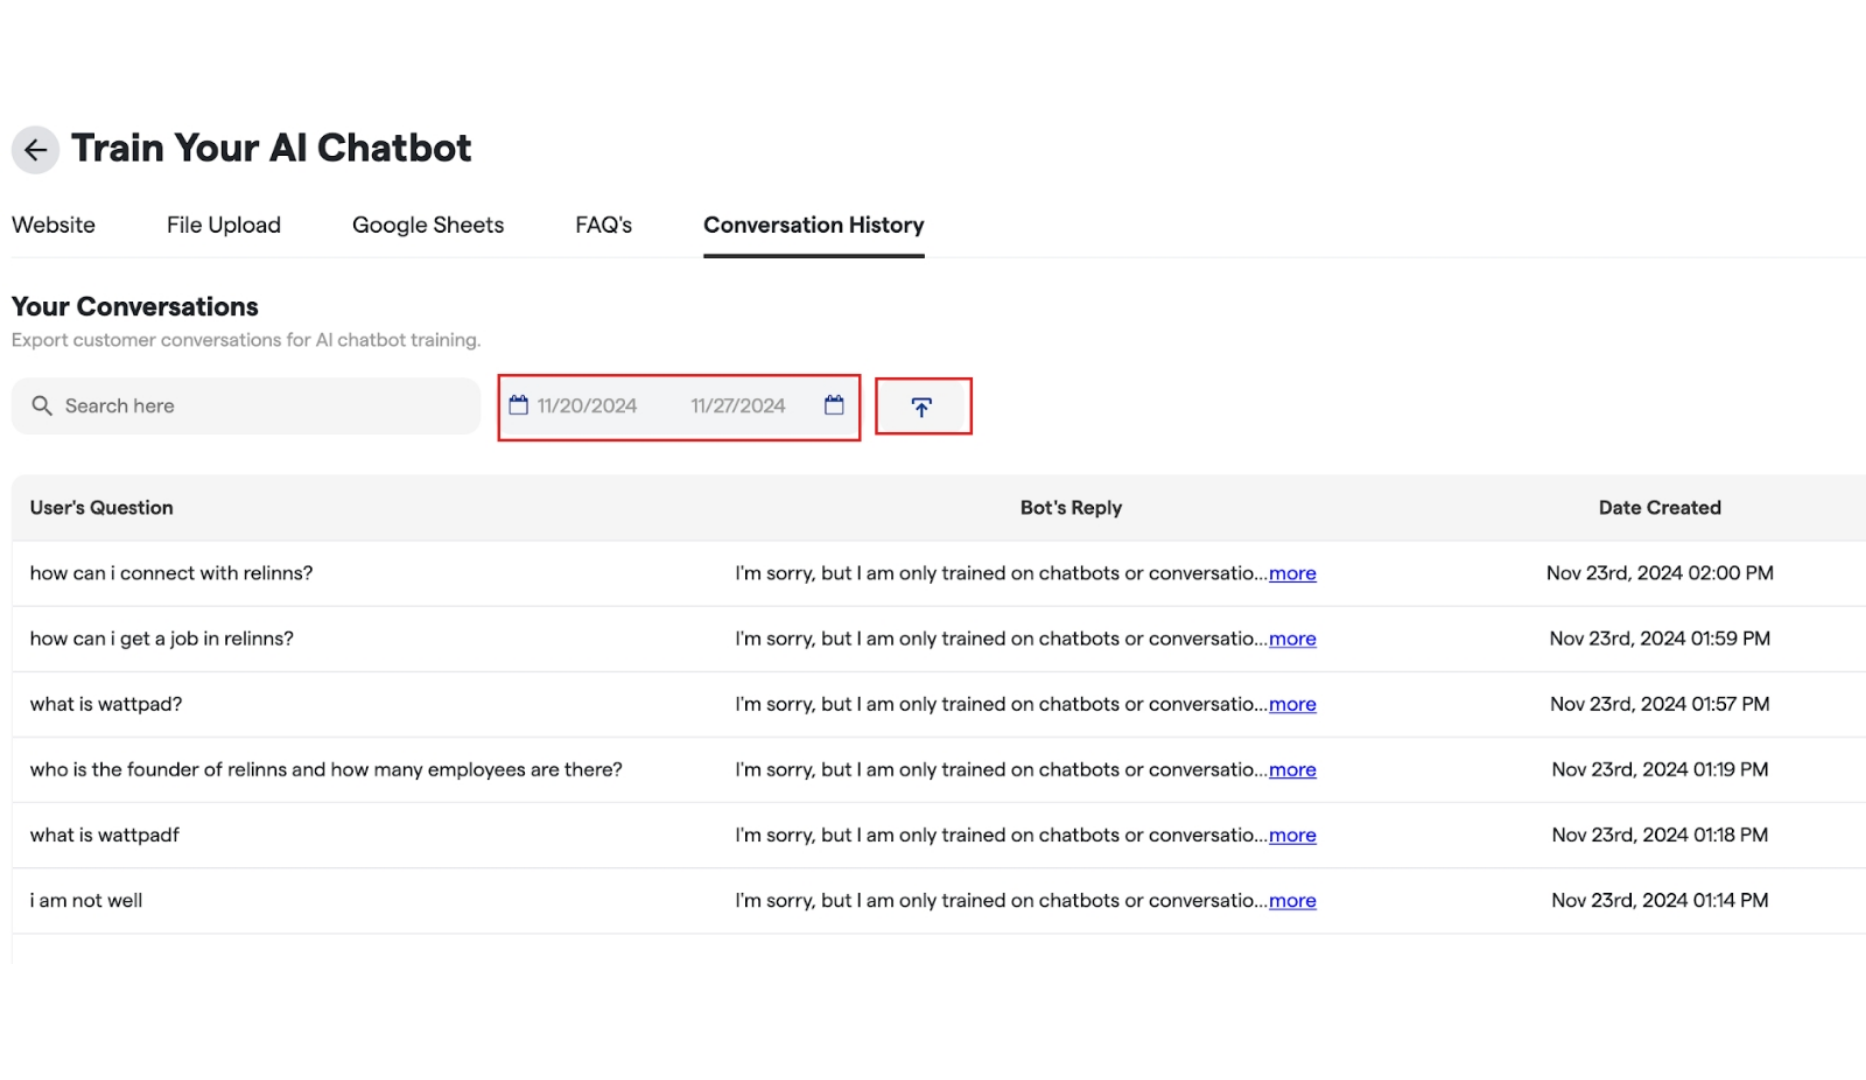 Train Your AI Chatbot
Website File Upload Google Sheets FAQ's Conversation History
Your Conversations
Export customer conversations for AI chatbot training.
Search here 11/20/2024 11/27/2024
User's Question Bot's Reply Date Created
how can i connect with relinns? I'm sorry, but I am only trained on chatbots or conversatio...more Nov 23rd, 2024 02:00 PM
how can i get a job in relinns? I'm sorry, but I am only trained on chatbots or conversatio...more Nov 23rd, 2024 01:59 PM
what is wattpad? I'm sorry, but I am only trained on chatbots or conversatio...more Nov 23rd, 2024 01:57 PM
who is the founder of relinns and how many employees are there? I'm sorry, but I am only trained on chatbots or conversatio...more Nov 23rd, 2024 01:19 PM
what is wattpadf I'm sorry, but I am only trained on chatbots or conversatio...more Nov 23rd, 2024 01:18 PM
i am not well I'm sorry, but I am only trained on chatbots or conversatio...more Nov 23rd, 2024 01:14 PM